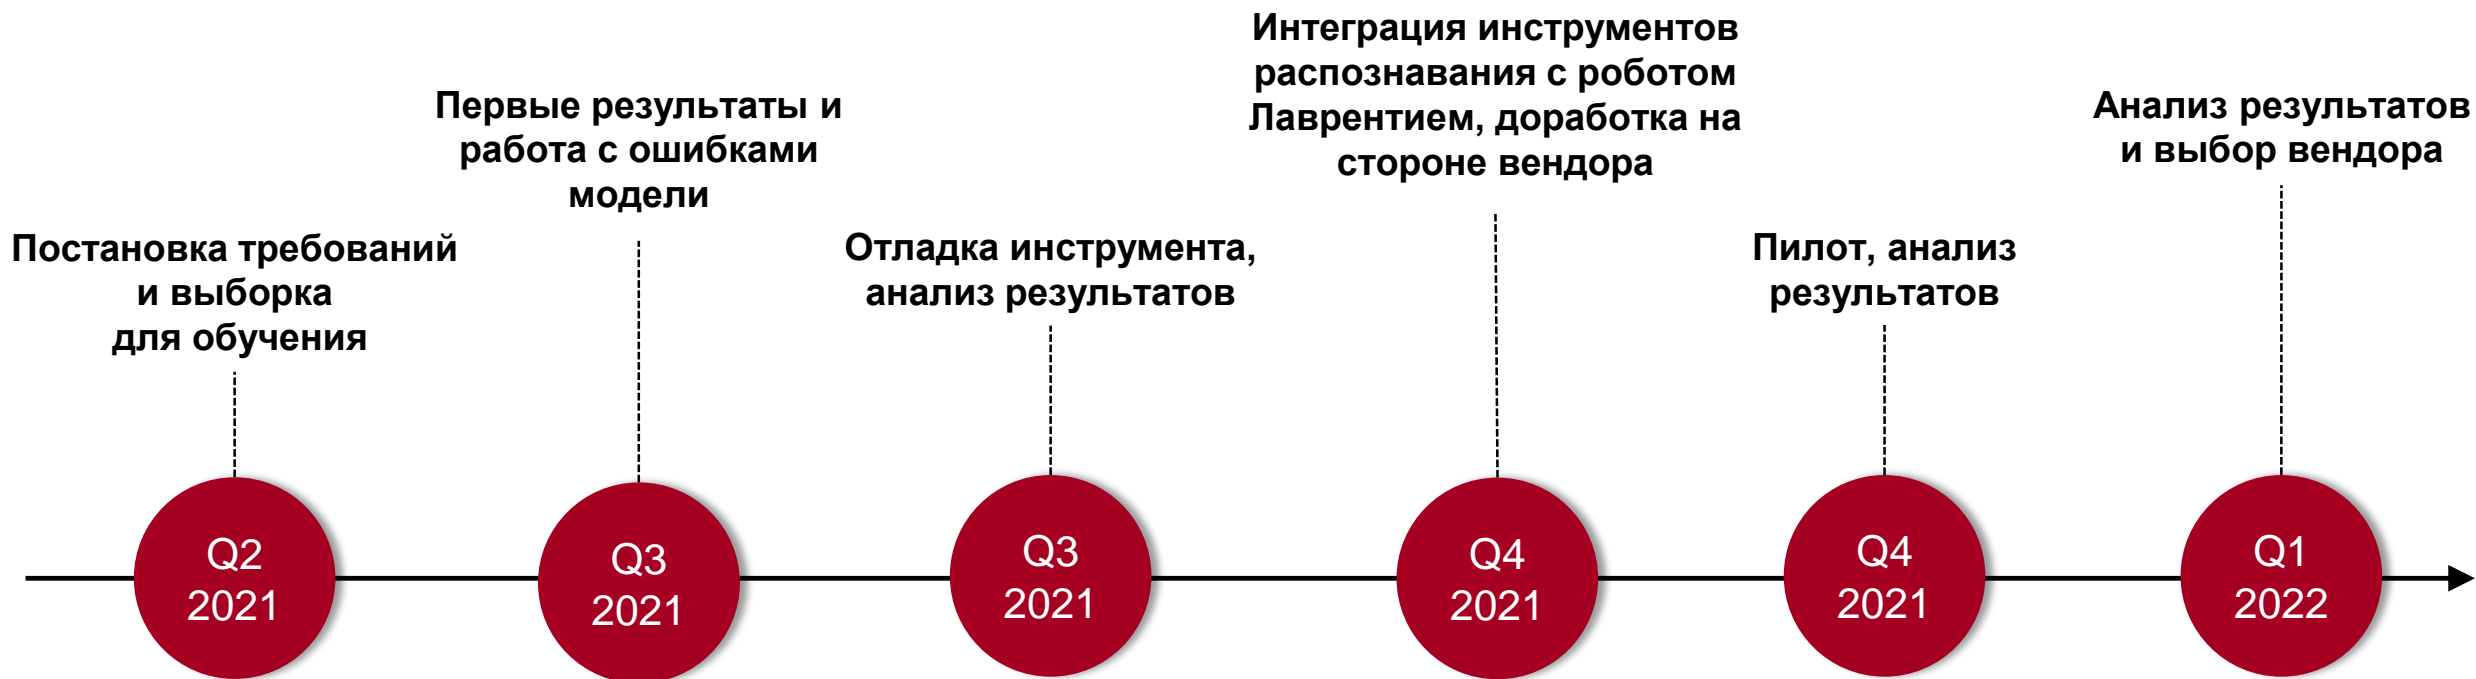 Постановка требований
и выборка
для обучения
Q2
2021
Первые результаты и
работа с ошибками
модели
Q3
2021
Отладка инструмента,
анализ результатов
Q3
2021
Интеграция инструментов
распознавания с роботом
Лаврентием, доработка на
стороне вендора
Q4
2021
Пилот, анализ
результатов
Q4
2021
Анализ результатов
и выбор вендора
Q1
2022